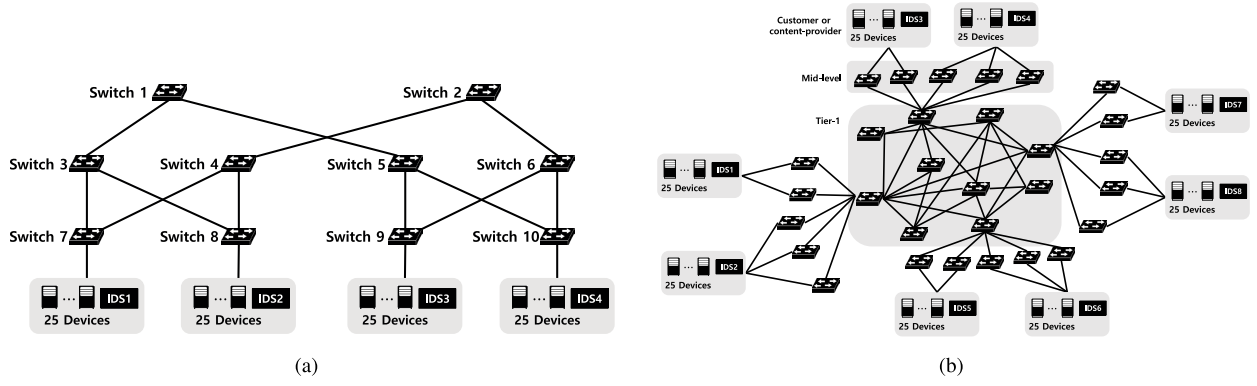 Switch 1
Switch 2
Switch 3
Switch 4
Switch 5
Switch 6
Switch 7
Switch 8
Switch 9
Switch 10
... IDS1
25 Devices
... IDS2
25 Devices
... IDS3
25 Devices
... IDS4
25 Devices
(a)
Customer or
content-provider
... IDS3
25 Devices
... IDS4
25 Devices
Mid-level
Tier-1
... IDS7
25 Devices
... IDS1
25 Devices
... IDS8
25 Devices
... IDS2
25 Devices
... IDS5
25 Devices
... IDS6
25 Devices
(b)